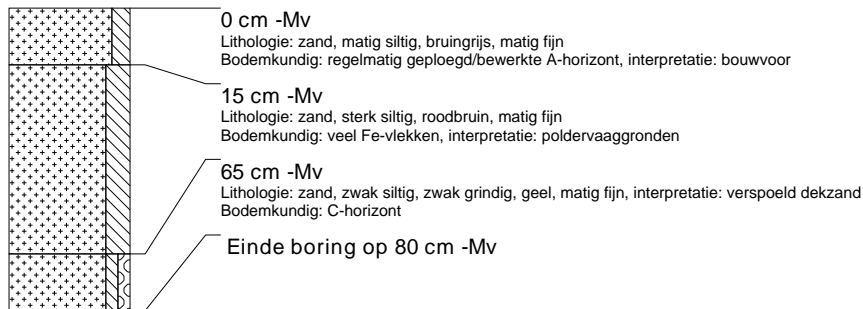 0 cm -Mv
Lithologie: zand, matig siltig, bruingrijs, matig fijn
Bodemkundig: regelmatig geploegd/bewerkte A-horizont, interpretatie: bouwvoor
15 cm -Mv
Lithologie: zand, sterk siltig, roodbruin, matig fijn
Bodemkundig: veel Fe-vlekken, interpretatie: poldervaaggronden
65 cm -Mv
Lithologie: zand, zwak siltig, zwak grindig, geel, matig fijn, interpretatie: verspoeld dekzand
Bodemkundig: C-horizont
Einde boring op 80 cm -Mv